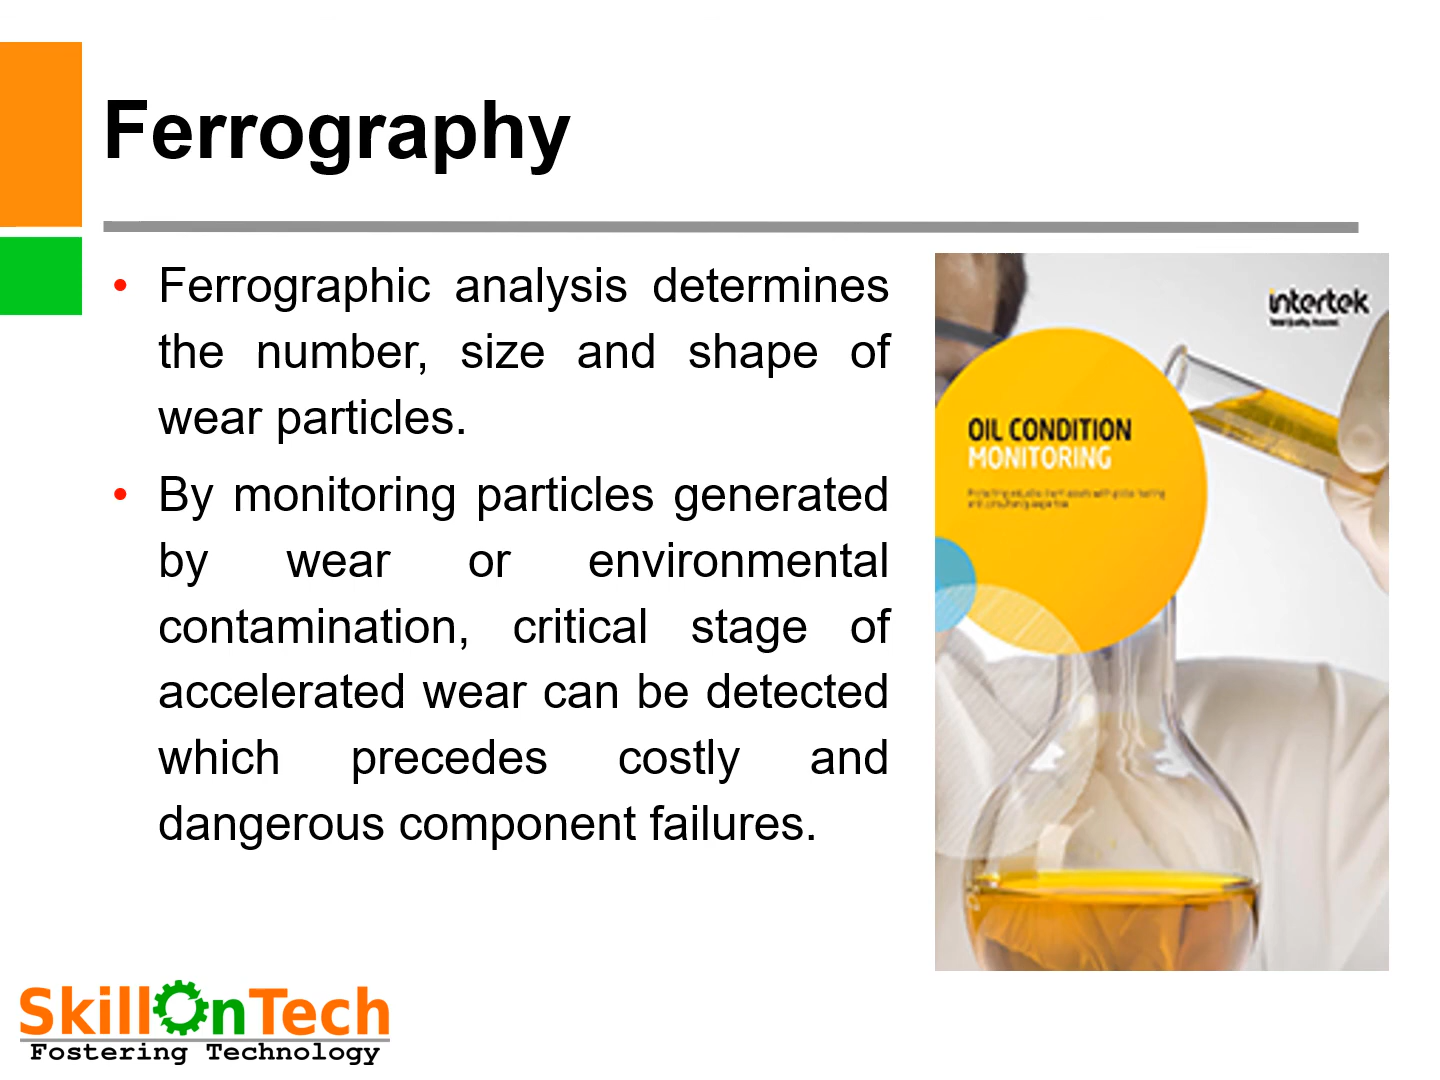 Ferrography
• Ferrographic analysis determines
the number, size and shape of
wear particles.
• By monitoring particles generated
by wear or environmental
contamination, critical stage of
accelerated wear can be detected
which precedes costly and
dangerous component failures.
intertek
OIL CONDITION
MONITORING
SkillOnTech
Fostering Technology